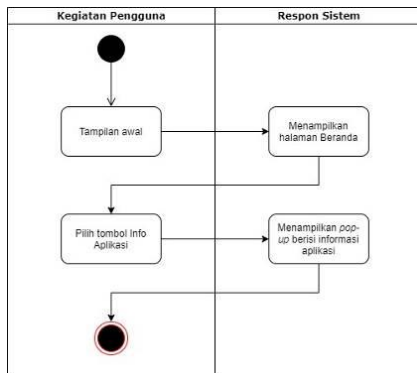 Kegiatan Pengguna
Respon Sistem
Tampilan awal
Menampilkan
halaman Beranda
Pilih tombol Info
Aplikasi
Menampilkan pop-
up berisi informasi
aplikasi